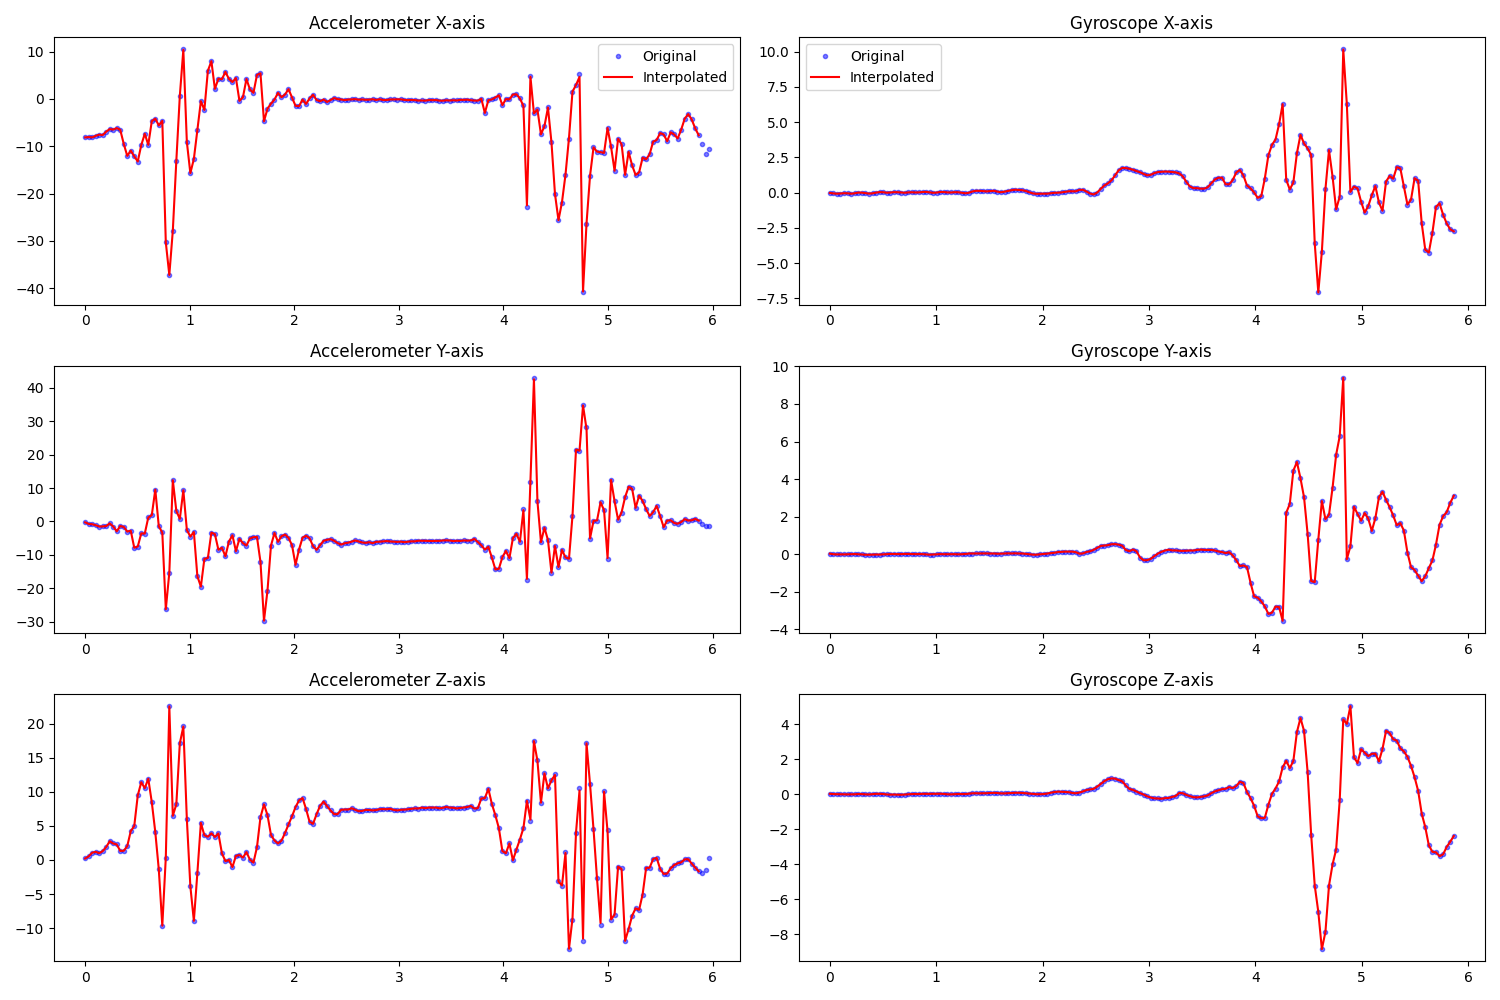 Accelerometer X-axis
Original
Interpolated
10
0
−10
−20
−30
−40
0 1 2 3 4 5 6
Gyroscope X-axis
Original
Interpolated
10.0
7.5
5.0
2.5
0.0
−2.5
−5.0
−7.5
0 1 2 3 4 5 6
Accelerometer Y-axis
40
30
20
10
0
−10
−20
−30
0 1 2 3 4 5 6
Gyroscope Y-axis
10
8
6
4
2
0
−2
−4
0 1 2 3 4 5 6
Accelerometer Z-axis
20
15
10
5
0
−5
−10
0 1 2 3 4 5 6
Gyroscope Z-axis
4
2
0
−2
−4
−6
−8
0 1 2 3 4 5 6